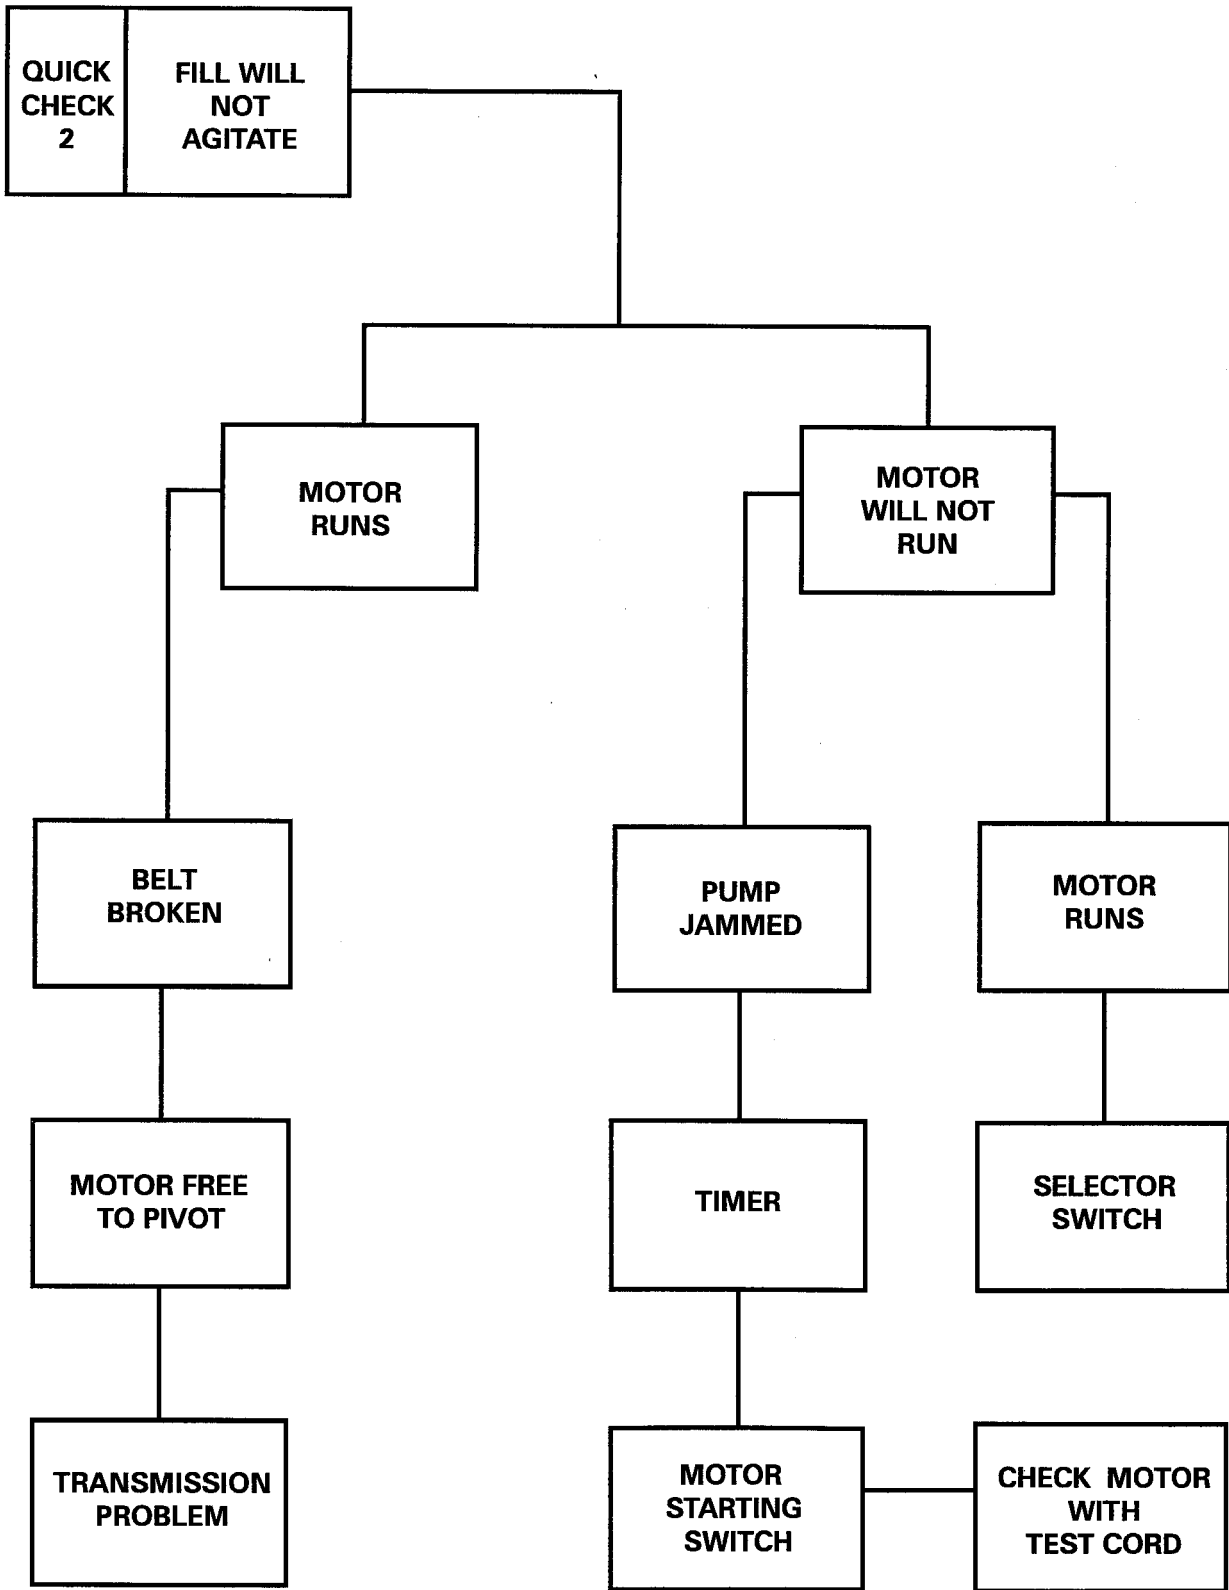 QUICK
CHECK
2
FILL WILL
NOT
AGITATE
MOTOR
RUNS
MOTOR
WILL NOT
RUN
BELT
BROKEN
PUMP
JAMMED
MOTOR
RUNS
MOTOR FREE
TO PIVOT
TIMER
SELECTOR
SWITCH
TRANSMISSION
PROBLEM
MOTOR
STARTING
SWITCH
CHECK MOTOR
WITH
TEST CORD